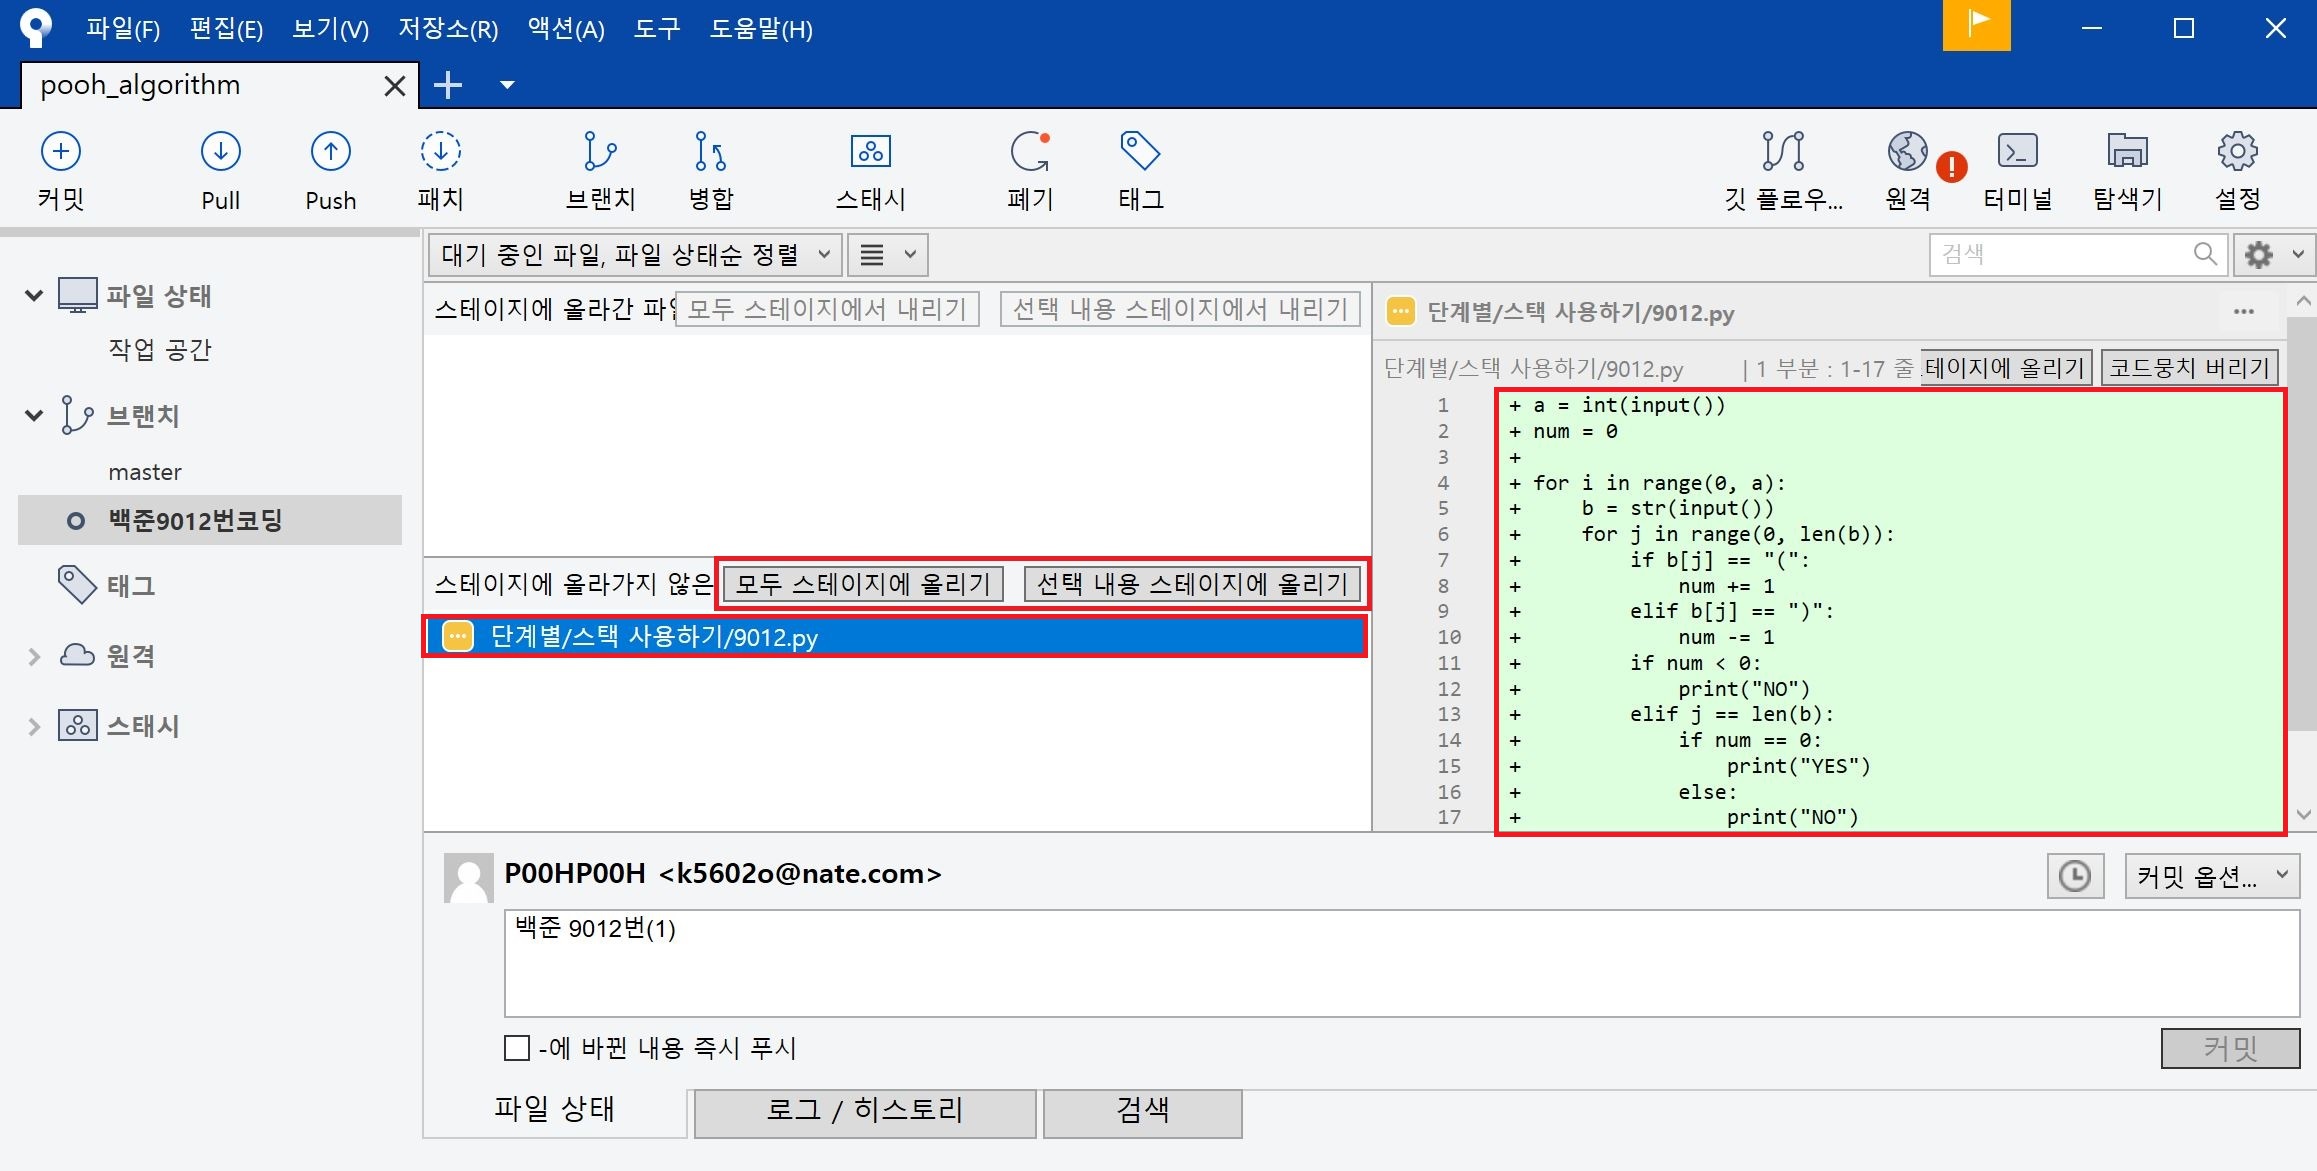 파일(F) 편집(E) 보기(V) 저장소(R) 액션(A) 도구 도움말(H)
pooh_algorithm
커밋 Pull Push 패치 브랜치 병합 스태시 폐기 태그 깃 플로우... 원격 터미널 탐색기 설정
대기 중인 파일, 파일 상태순 정렬
검색
파일 상태
작업 공간
브랜치
master
백준9012번코딩
태그
원격
스태시
스테이지에 올라간 파일 모두 스테이지에서 내리기 선택 내용 스테이지에서 내리기
스테이지에 올라가지 않은 모두 스테이지에 올리기 선택 내용 스테이지에 올리기
단계별/스택 사용하기/9012.py
단계별/스택 사용하기/9012.py ...
단계별/스택 사용하기/9012.py | 1 부분 : 1-17 줄 테이지에 올리기 코드뭉치 버리기
1 + a = int(input())
2 + num = 0
3 +
4 + for i in range(0, a):
5 +     b = str(input())
6 +     for j in range(0, len(b)):
7 +         if b[j] == "(":
8 +             num += 1
9 +         elif b[j] == ")":
10 +             num -= 1
11 +         if num < 0:
12 +             print("NO")
13 +         elif j == len(b):
14 +             if num == 0:
15 +                 print("YES")
16 +             else:
17 +                 print("NO")
P00HP00H <k5602o@nate.com>
커밋 옵션...
백준 9012번(1)
-에 바뀐 내용 즉시 푸시
커밋
파일 상태 로그 / 히스토리 검색